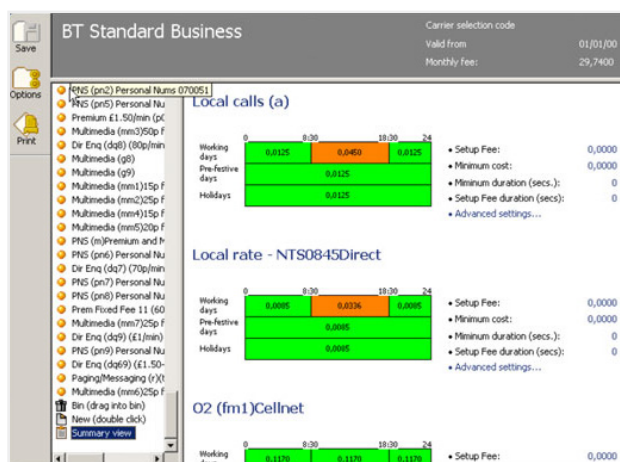 Save
Options
Print
BT Standard Business
Carrier selection code
Valid from 01/01/00
Monthly fee: 29,7400
PNS (pn2) Personal Nums 070051
PNS (pn5) Personal Nu
Premium £1.50/min (p
Multimedia (mm3)50p f
Dir Enq (dq8) (80p/min
Multimedia (g8)
Multimedia (g9)
Multimedia (mm1)15p f
Multimedia (mm2)25p f
Multimedia (mm4)15p f
Multimedia (mm5)20p f
PNS (m)Premium and M
PNS (pn6) Personal Nu
Dir Enq (dq7) (70p/min
PNS (pn7) Personal Nu
PNS (pn8) Personal Nu
Prem Fixed Fee 11 (60
Multimedia (mm7)25p f
Dir Enq (dq9) (£1/min)
PNS (pn9) Personal Nu
Dir Enq (dq69) (£1.50-
Paging/Messaging (r)(t
Multimedia (mm6)25p f
Bin (drag into bin)
New (double click)
Summary view
Local calls (a)
0 8:30 18:30 24
Working days 0,0125 0,0450 0,0125
Pre-festive days 0,0125
Holidays 0,0125
• Setup Fee: 0,0000
• Minimum cost: 0,0000
• Minimum duration (secs.): 0
• Setup Fee duration (secs): 0
• Advanced settings...
Local rate - NTS0845Direct
0 8:30 18:30 24
Working days 0,0085 0,0336 0,0085
Pre-festive days 0,0085
Holidays 0,0085
• Setup Fee: 0,0000
• Minimum cost: 0,0000
• Minimum duration (secs.): 0
• Setup Fee duration (secs): 0
• Advanced settings...
O2 (fm1)Cellnet
0 8:30 18:30 24
Working days 0,1170 0,1170 0,1170
• Setup Fee: 0,0000